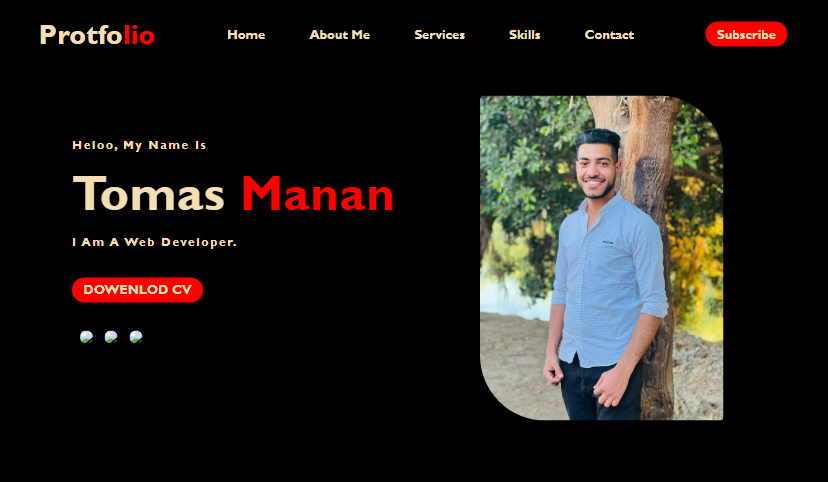 Protfolio
Home
About Me
Services
Skills
Contact
Subscribe
Heloo, My Name Is
Tomas Manan
I Am A Web Developer.
DOWENLOD CV